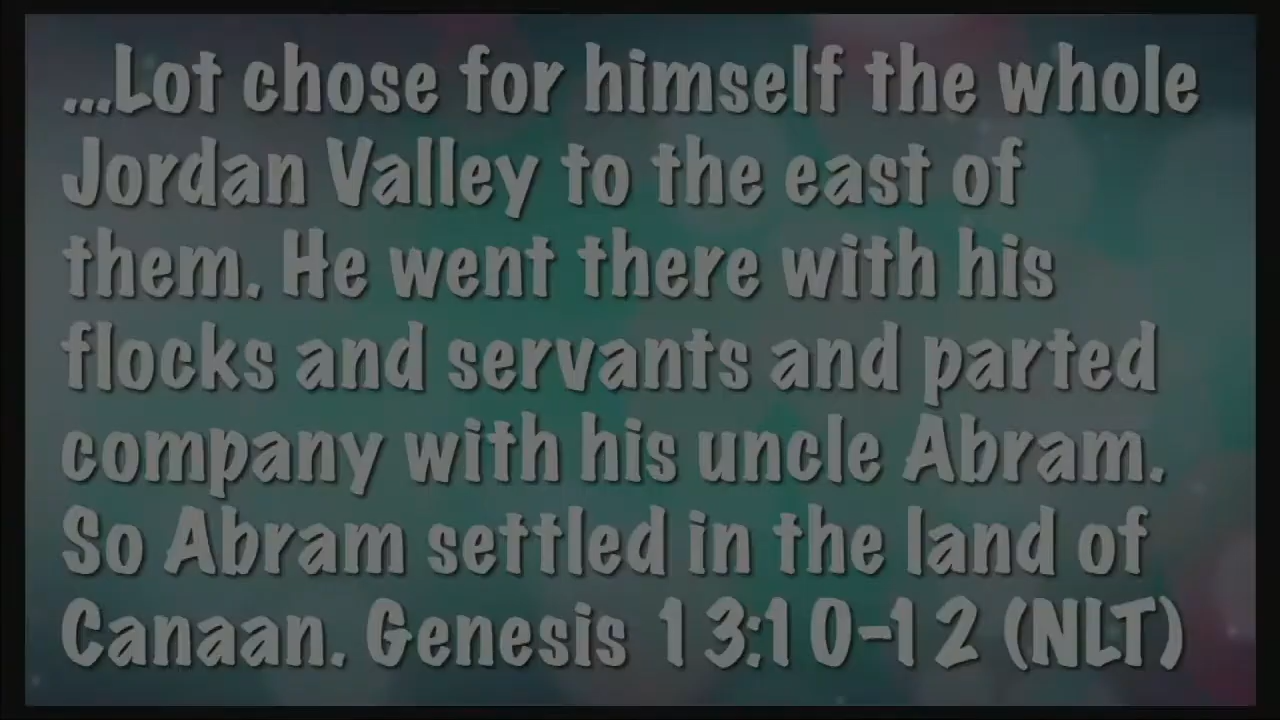 ...Lot chose for himself the whole
Jordan Valley to the east of
them. He went there with his
flocks and servants and parted
company with his uncle Abram.
So Abram settled in the land of
Canaan. Genesis 13:10-12 (NLT)